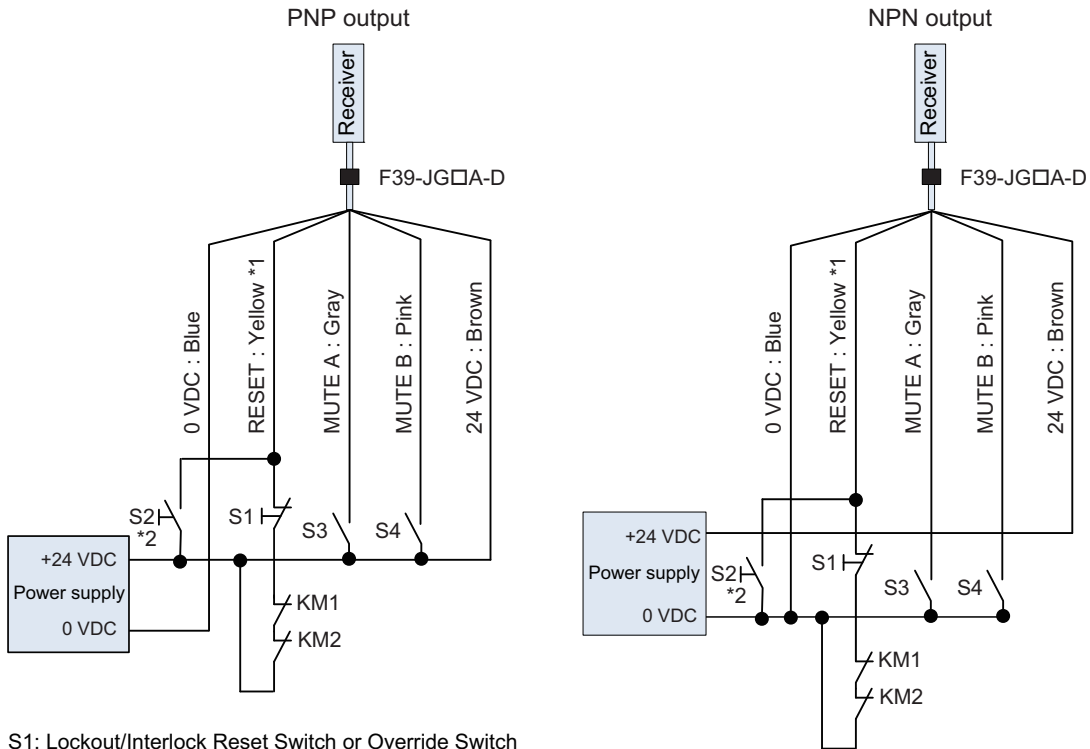 PNP output
Receiver
F39-JG□A-D
0 VDC : Blue
RESET : Yellow *1
MUTE A : Gray
MUTE B : Pink
24 VDC : Brown
S2
*2
S1
S3
S4
+24 VDC
Power supply
0 VDC
KM1
KM2
NPN output
Receiver
F39-JG□A-D
0 VDC : Blue
RESET : Yellow *1
MUTE A : Gray
MUTE B : Pink
24 VDC : Brown
+24 VDC
Power supply
0 VDC
S2
*2
S1
S3
S4
KM1
KM2
S1: Lockout/Interlock Reset Switch or Override Switch